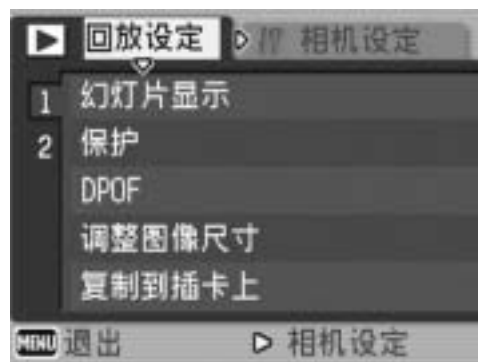 回放设定 相机设定
1 幻灯片显示
2 保护
DPOF
调整图像尺寸
复制到插卡上
MENU 退出 相机设定